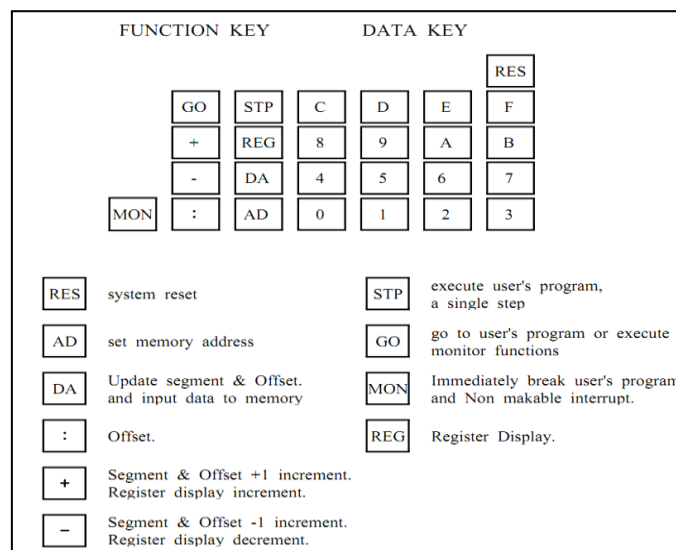 FUNCTION KEY DATA KEY
RES
GO STP C D E F
+ REG 8 9 A B
- DA 4 5 6 7
MON : AD 0 1 2 3
RES system reset
AD set memory address
DA Update segment & Offset.
and input data to memory
: Offset.
+ Segment & Offset +1 increment.
Register display increment.
- Segment & Offset -1 increment.
Register display decrement.
STP execute user's program,
a single step
GO go to user's program or execute
monitor functions
MON Immediately break user's program
and Non makable interrupt.
REG Register Display.